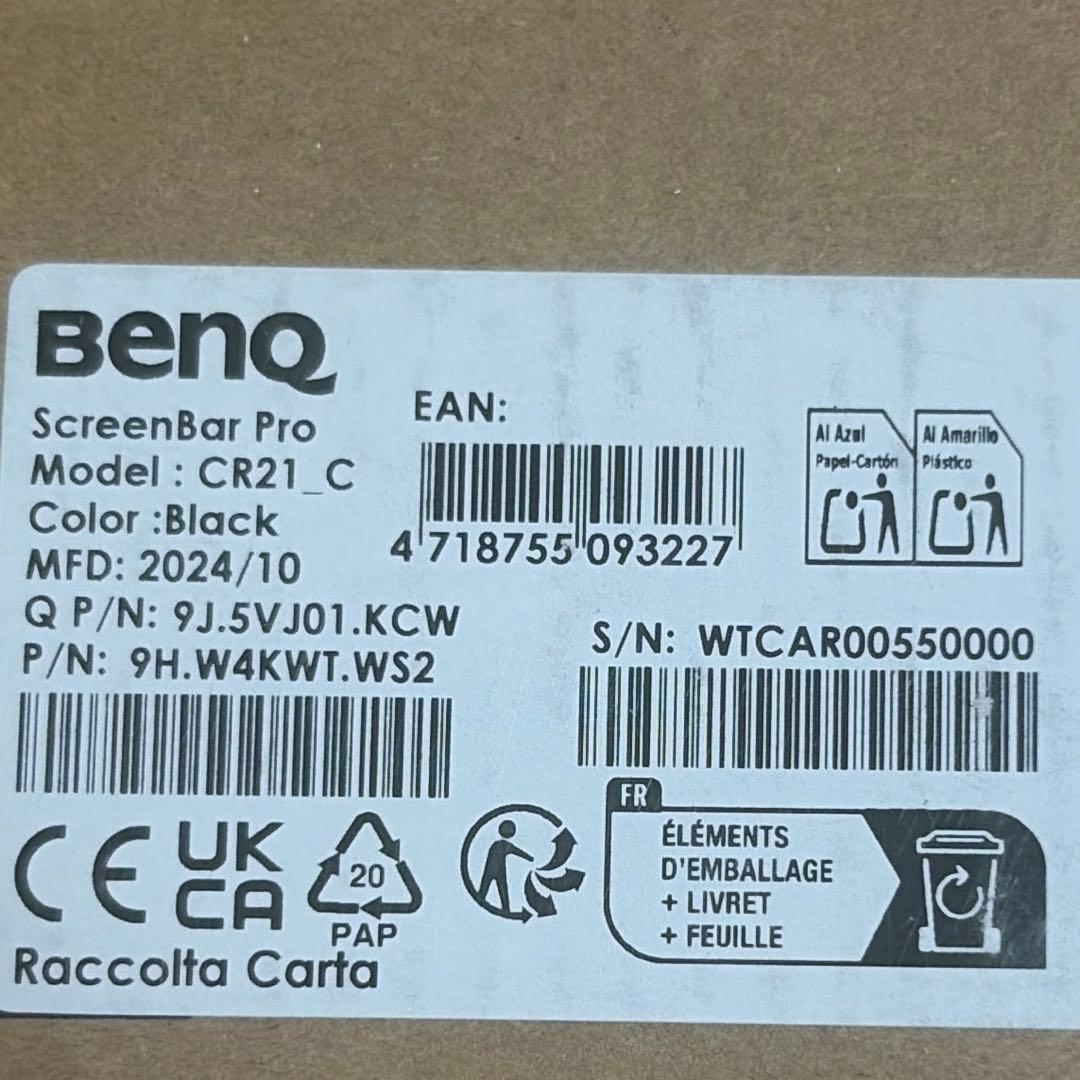 BenQ
ScreenBar Pro
Model : CR21_C
Color :Black
MFD: 2024/10
Q P/N: 9J.5VJ01.KCW
P/N: 9H.W4KWT.WS2
EAN:
4 718755 093227
Al Azul
Papel-Cartón
Al Amarillo
Plástico
S/N: WTCAR00550000
CE
UK
CA
20
PAP
Raccolta Carta
FR
ÉLÉMENTS
D'EMBALLAGE
+ LIVRET
+ FEUILLE